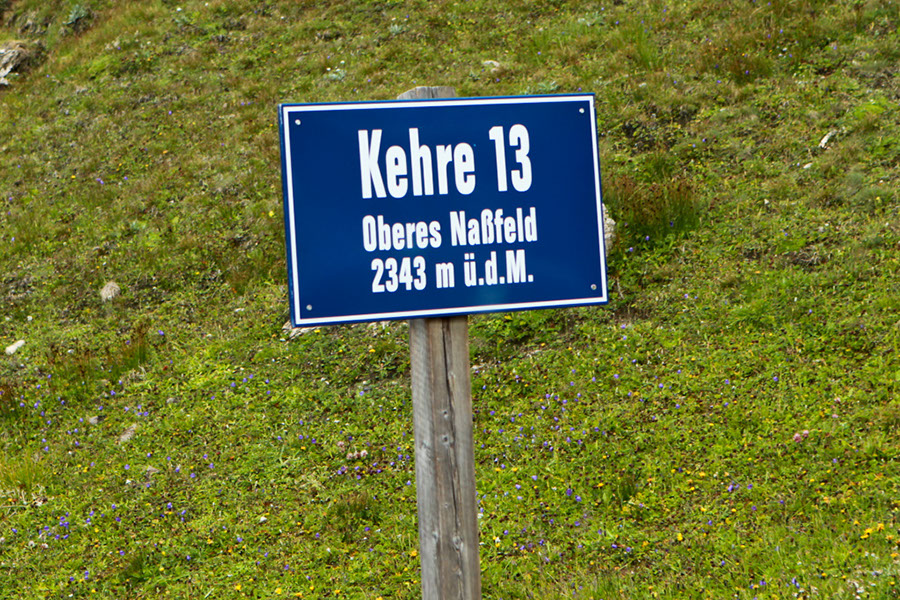 Kehre 13
Oberes Naßfeld
2343 m ü.d.M.